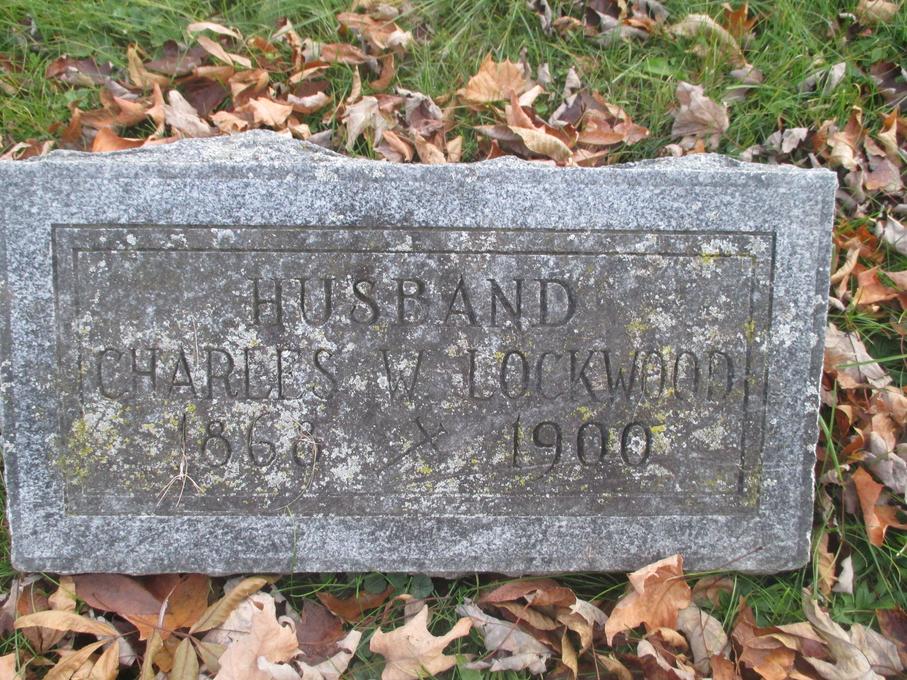 HUSBAND
CHARLES W. LOCKWOOD
1868 1900